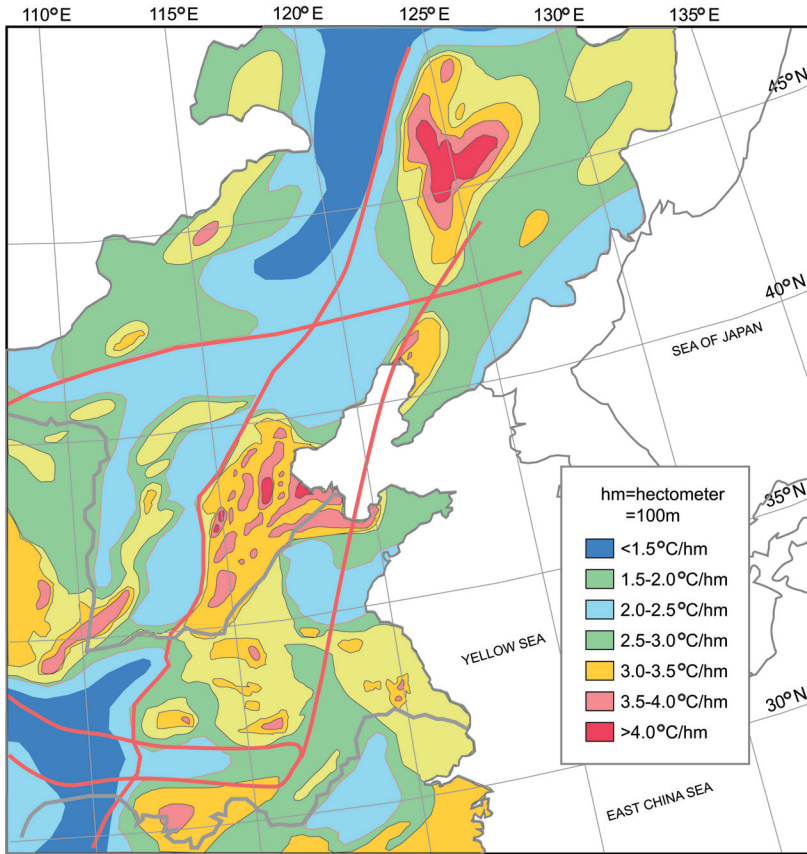 110°E 115°E 120°E 125°E 130°E 135°E
45°N
40°N
SEA OF JAPAN
35°N
hm=hectometer
=100m
<1.5°C/hm
1.5-2.0°C/hm
2.0-2.5°C/hm
2.5-3.0°C/hm
3.0-3.5°C/hm
3.5-4.0°C/hm
>4.0°C/hm
YELLOW SEA
30°N
EAST CHINA SEA